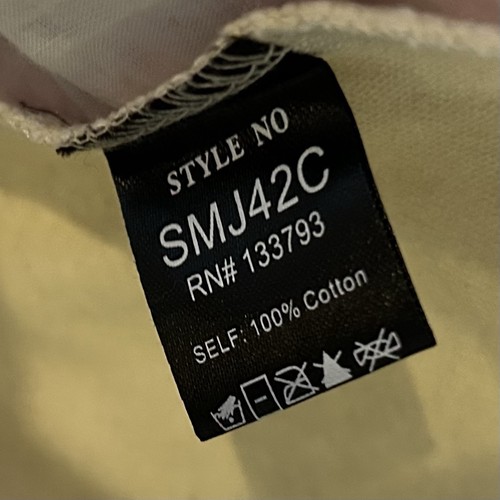 STYLE NO
SMJ42C
RN# 133793
SELF: 100% Cotton